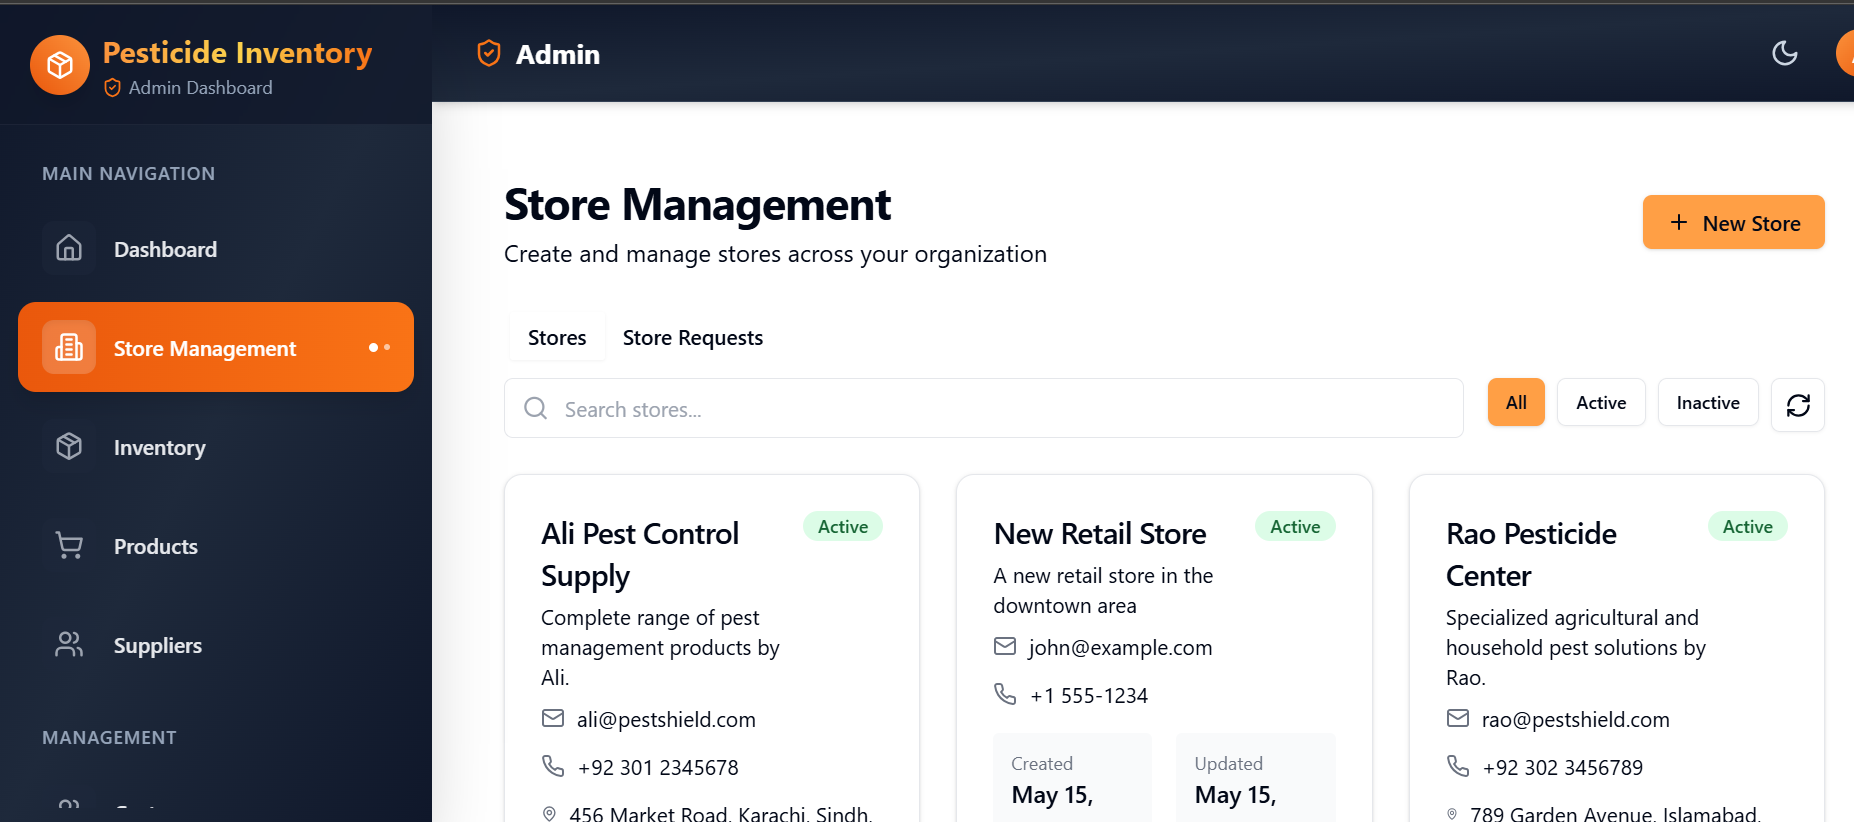 Pesticide Inventory
Admin Dashboard
MAIN NAVIGATION
Dashboard
Store Management
Inventory
Products
Suppliers
MANAGEMENT
Admin
Store Management
Create and manage stores across your organization
New Store
Stores
Store Requests
Search stores...
All
Active
Inactive
Ali Pest Control
Supply
Active
Complete range of pest
management products by
Ali.
ali@pestshield.com
+92 301 2345678
456 Market Road, Karachi, Sindh,
New Retail Store
Active
A new retail store in the
downtown area
john@example.com
+1 555-1234
Created
May 15,
Updated
May 15,
Rao Pesticide
Center
Active
Specialized agricultural and
household pest solutions by
Rao.
rao@pestshield.com
+92 302 3456789
789 Garden Avenue, Islamabad,